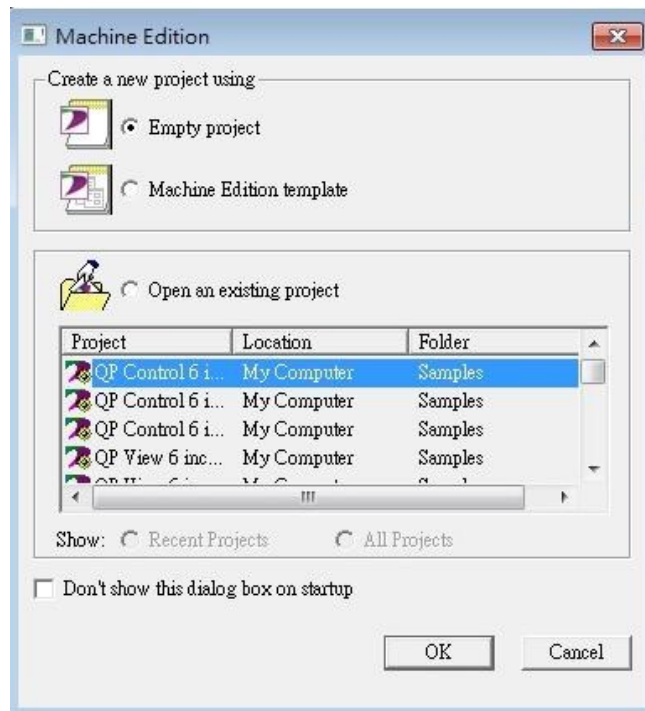 Machine Edition
Create a new project using
Empty project
Machine Edition template
Open an existing project
Project Location Folder
QP Control 6 i... My Computer Samples
QP Control 6 i... My Computer Samples
QP Control 6 i... My Computer Samples
QP View 6 inc... My Computer Samples
Show: Recent Projects All Projects
Don't show this dialog box on startup
OK Cancel